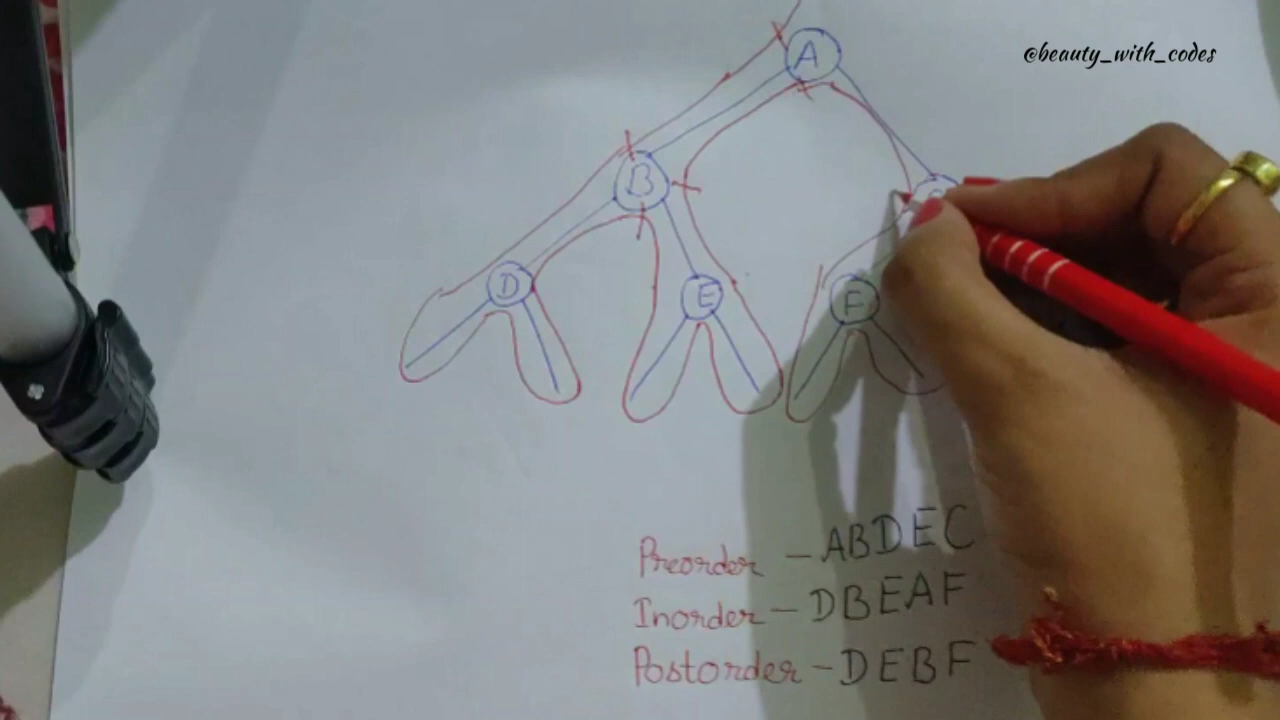 @beauty_with_codes
A
B
D
E
F
Preorder - ABDEC
Inorder - DBEAF
Postorder - DEBF